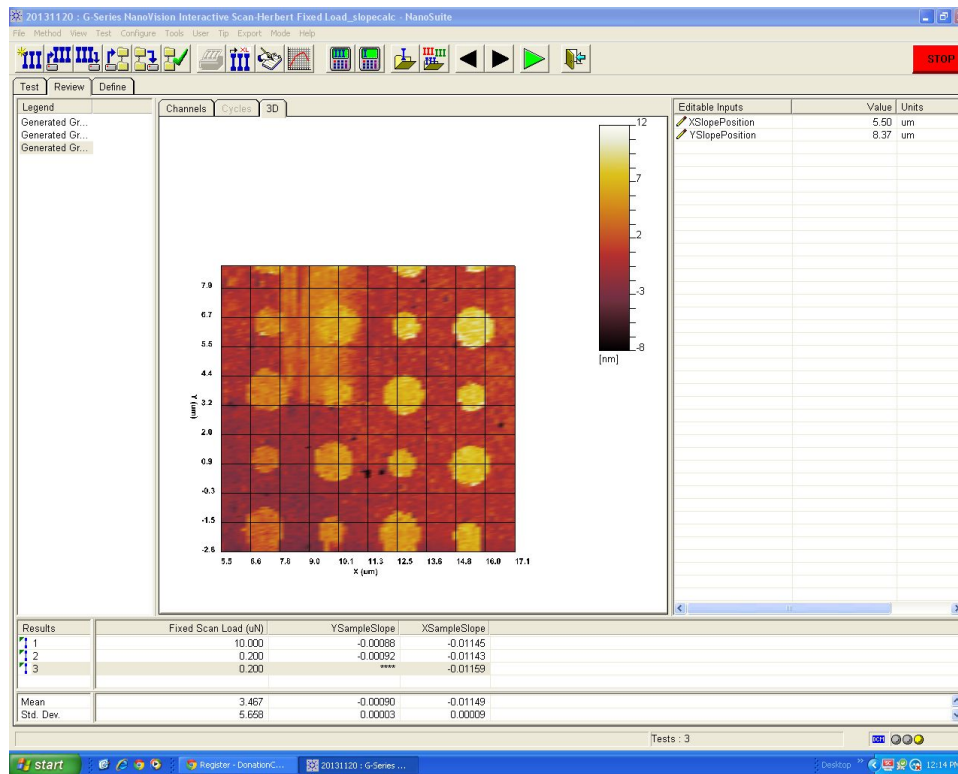 20131120 : G-Series NanoVision Interactive Scan-Herbert Fixed Load_slopecalc - NanoSuite
File Method View Test Configure Tools User Tip Export Mode Help
XL
STOP
Test Review Define
Legend
Generated Gr...
Generated Gr...
Generated Gr...
Channels Cycles 3D
12
7
2
-3
-8
[nm]
7.9
6.7
5.5
4.4
3.2
2.0
0.9
-0.3
-1.5
-2.6
Y (um)
5.5 6.6 7.8 9.0 10.1 11.3 12.5 13.6 14.8 16.0 17.1
X (um)
Editable Inputs Value Units
XSlopePosition 5.50 um
YSlopePosition 8.37 um
Results Fixed Scan Load (uN) YSampleSlope XSampleSlope
1 10.000 -0.00088 -0.01145
2 0.200 -0.00092 -0.01143
3 0.200 **** -0.01159
Mean 3.467 -0.00090 -0.01149
Std. Dev. 5.658 0.00003 0.00009
Tests : 3
DCM
start Register - DonationC... 20131120 : G-Series ... Desktop » 12:14 PM